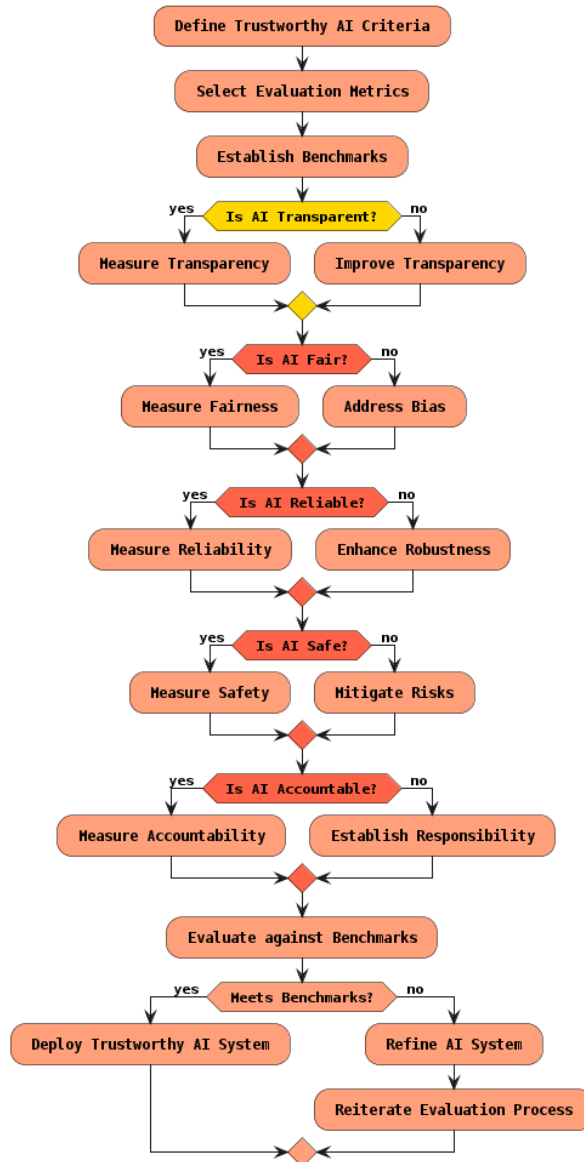 Define Trustworthy AI Criteria
Select Evaluation Metrics
Establish Benchmarks
yes
Is AI Transparent?
no
Measure Transparency
Improve Transparency
yes
Is AI Fair?
no
Measure Fairness
Address Bias
yes
Is AI Reliable?
no
Measure Reliability
Enhance Robustness
yes
Is AI Safe?
no
Measure Safety
Mitigate Risks
yes
Is AI Accountable?
no
Measure Accountability
Establish Responsibility
Evaluate against Benchmarks
yes
Meets Benchmarks?
no
Deploy Trustworthy AI System
Refine AI System
Reiterate Evaluation Process